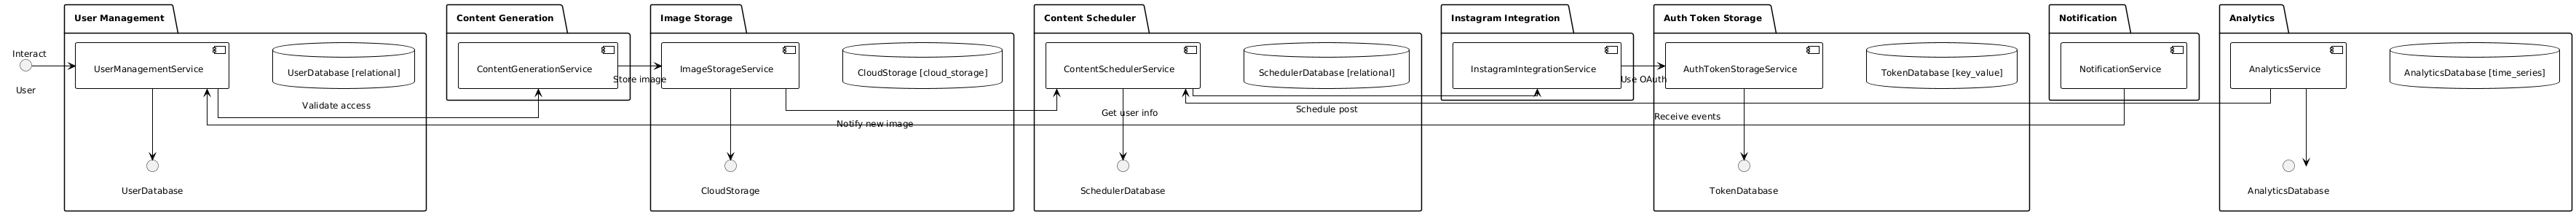 User Management
Content Generation
Image Storage
Content Scheduler
Instagram Integration
Auth Token Storage
Notification
Analytics
Interact
User
UserManagementService
UserDatabase [relational]
ContentGenerationService
Store image
ImageStorageService
CloudStorage [cloud_storage]
ContentSchedulerService
SchedulerDatabase [relational]
InstagramIntegrationService
Use OAuth
AuthTokenStorageService
TokenDatabase [key_value]
NotificationService
AnalyticsService
AnalyticsDatabase [time_series]
Validate access
Notify new image
Get user info
Schedule post
Receive events
UserDatabase
CloudStorage
SchedulerDatabase
TokenDatabase
AnalyticsDatabase